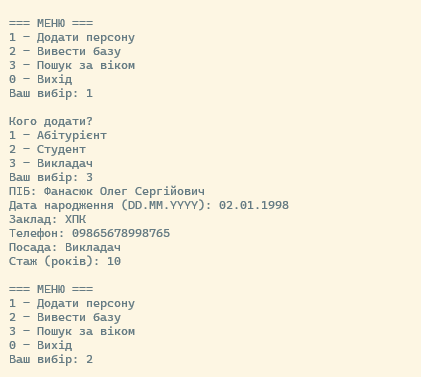 === МЕНЮ ===
1 – Додати персону
2 – Вивести базу
3 – Пошук за віком
0 – Вихід
Ваш вибір: 1
Кого додати?
1 – Абітурієнт
2 – Студент
3 – Викладач
Ваш вибір: 3
ПІБ: Фанасюк Олег Сергійович
Дата народження (DD.MM.YYYY): 02.01.1998
Заклад: ХПК
Телефон: 09865678998765
Посада: Викладач
Стаж (років): 10
=== МЕНЮ ===
1 – Додати персону
2 – Вивести базу
3 – Пошук за віком
0 – Вихід
Ваш вибір: 2